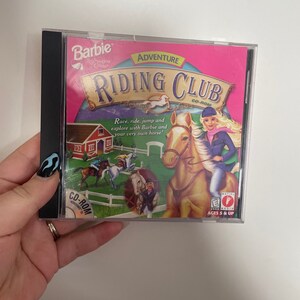 Barbie
ADVENTURE
RIDING CLUB
Race, ride, jump and
explore with Barbie and
your very own horse
CD-ROM
AGES 5 & UP